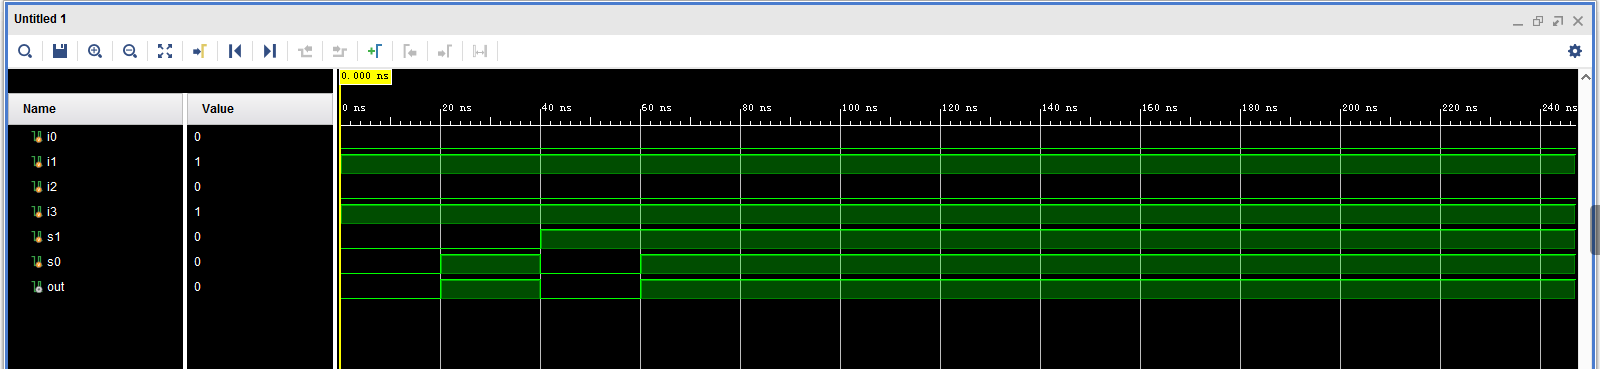 Untitled 1
0.000 ns
Name Value
0 ns 20 ns 40 ns 60 ns 80 ns 100 ns 120 ns 140 ns 160 ns 180 ns 200 ns 220 ns 240 ns
i0 0
i1 1
i2 0
i3 1
s1 0
s0 0
out 0